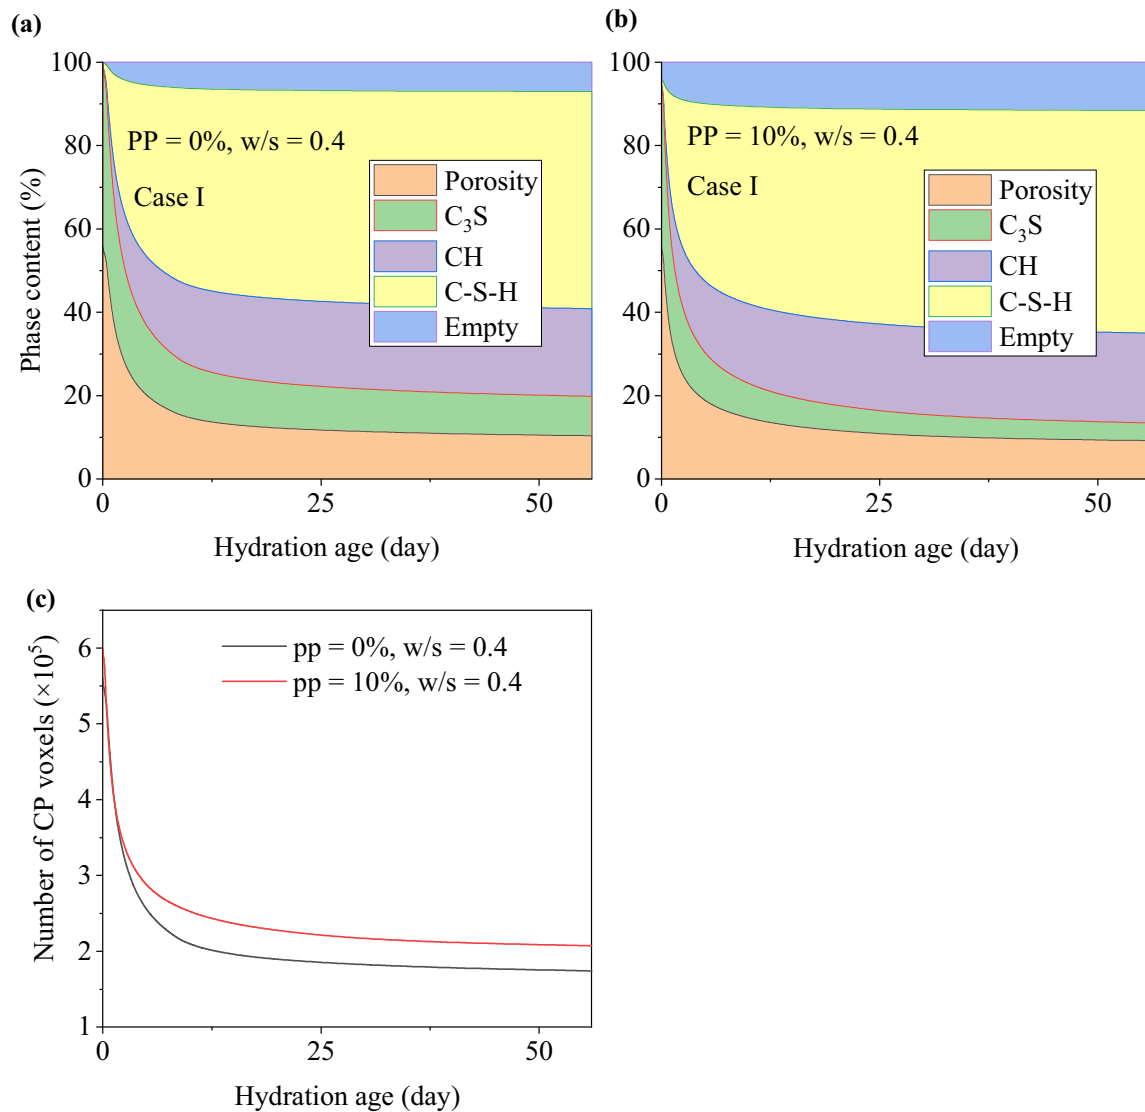 (a)
100
80
60
40
20
0
Phase content (%)
PP = 0%, w/s = 0.4
Case I
Porosity
C₃S
CH
C-S-H
Empty
0
25
50
Hydration age (day)
(b)
100
80
60
40
20
0
PP = 10%, w/s = 0.4
Case I
Porosity
C₃S
CH
C-S-H
Empty
0
25
50
Hydration age (day)
(c)
6
5
4
3
2
1
Number of CP voxels (×10⁵)
pp = 0%, w/s = 0.4
pp = 10%, w/s = 0.4
0
25
50
Hydration age (day)